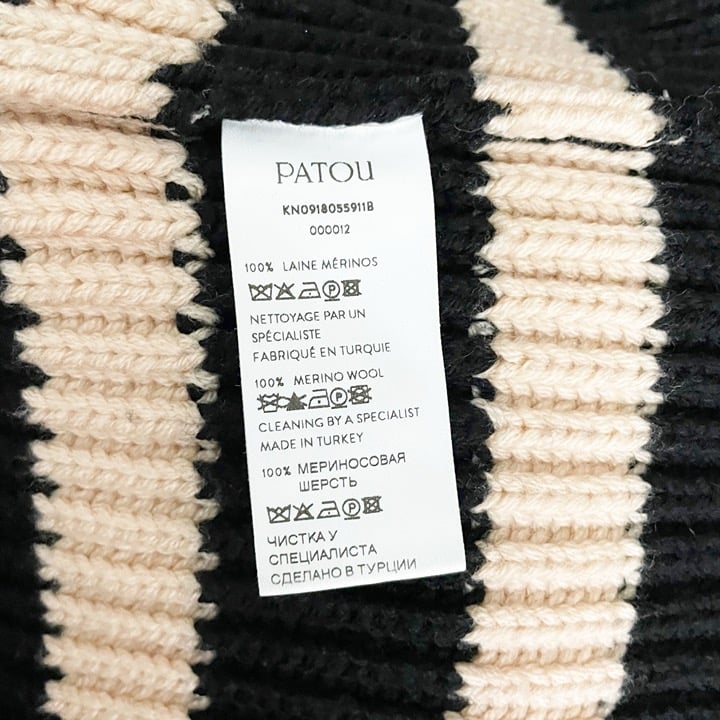 PATOU
KN0918055911B
000012
100% LAINE MÉRINOS
NETTOYAGE PAR UN
SPÉCIALISTE
FABRIQUÉ EN TURQUIE
100% MERINO WOOL
CLEANING BY A SPECIALIST
MADE IN TURKEY
100% МЕРИНОСОВАЯ
ШЕРСТЬ
ЧИСТКА У
СПЕЦИАЛИСТА
СДЕЛАНО В ТУРЦИИ